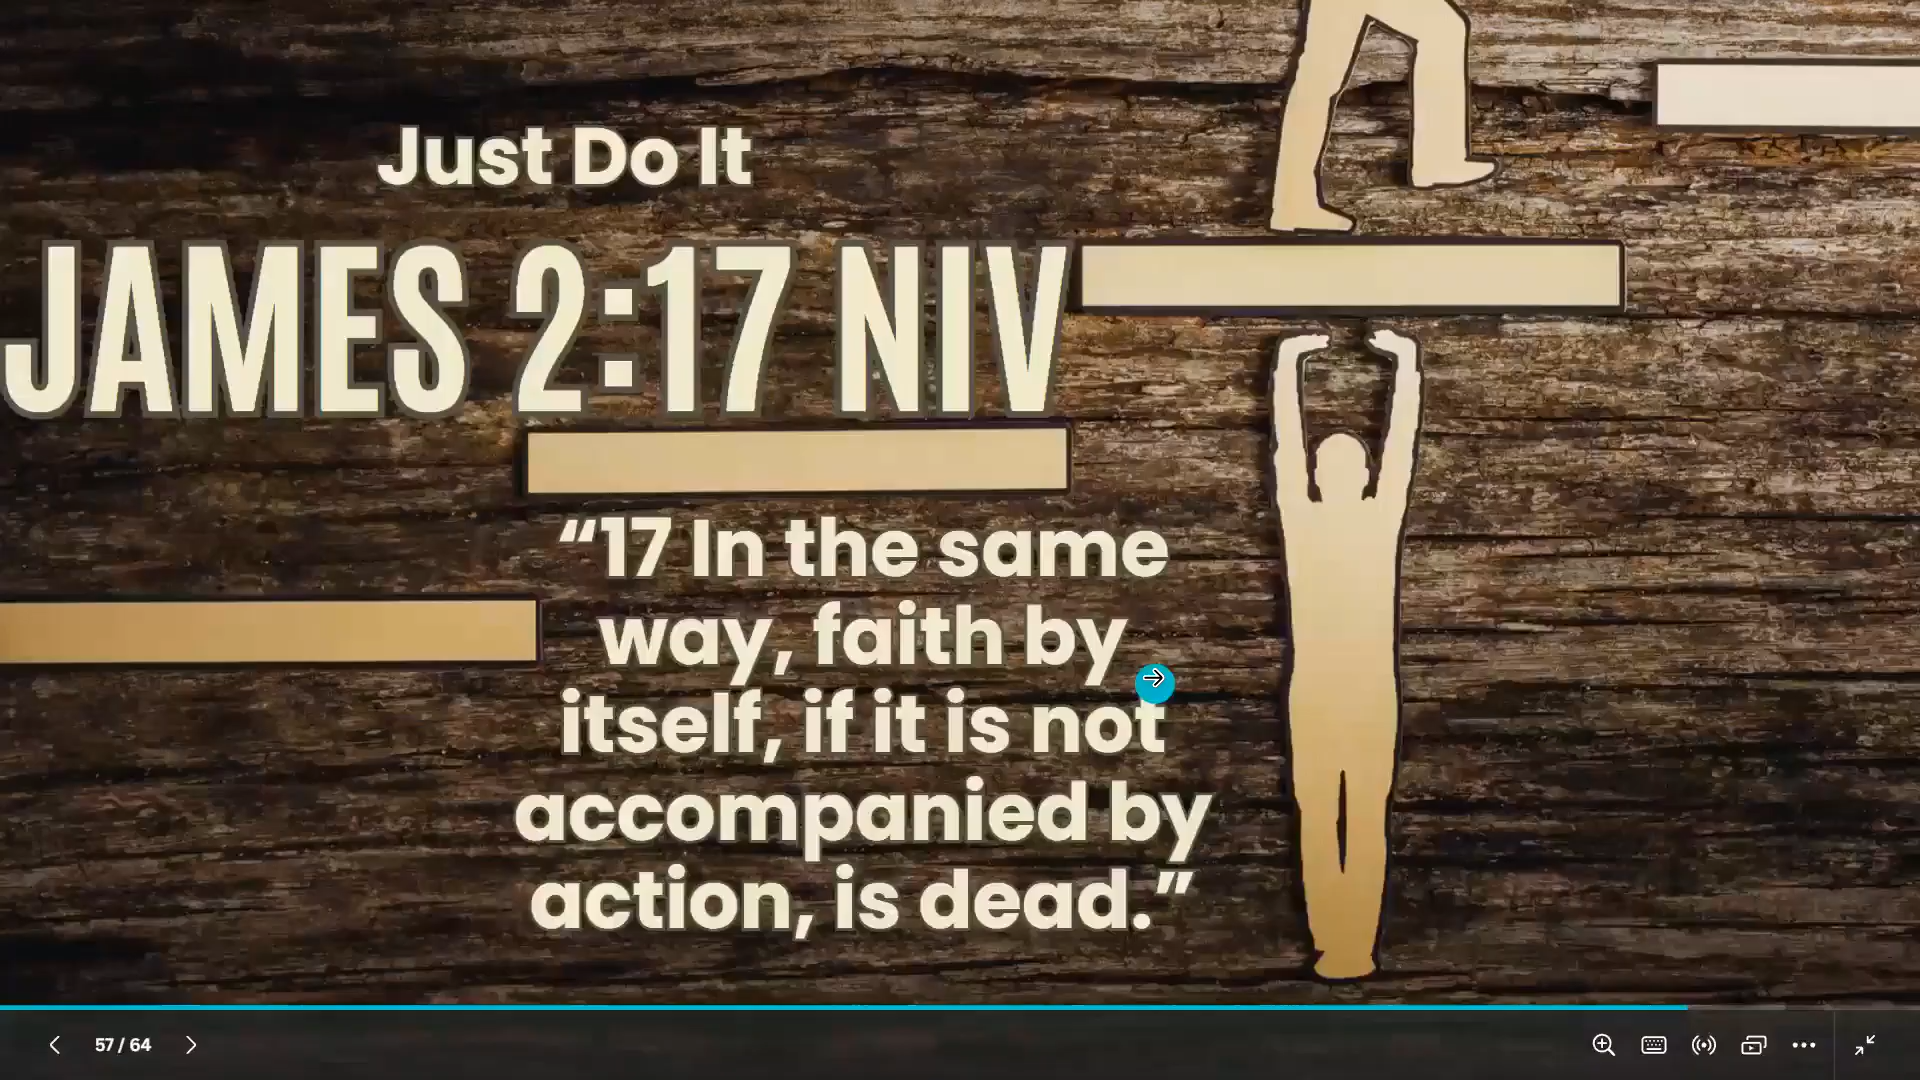 Just Do It
JAMES 2:17 NIV
“17 In the same
way, faith by
itself, if it is not
accompanied by
action, is dead.”
57 / 64